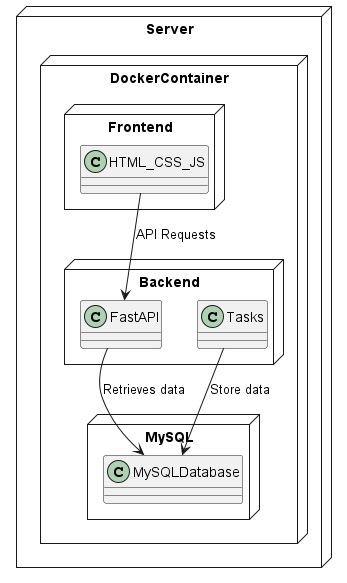 Server
DockerContainer
Frontend
C HTML_CSS_JS
API Requests
Backend
C FastAPI
C Tasks
Retrieves data
Store data
MySQL
C MySQLDatabase